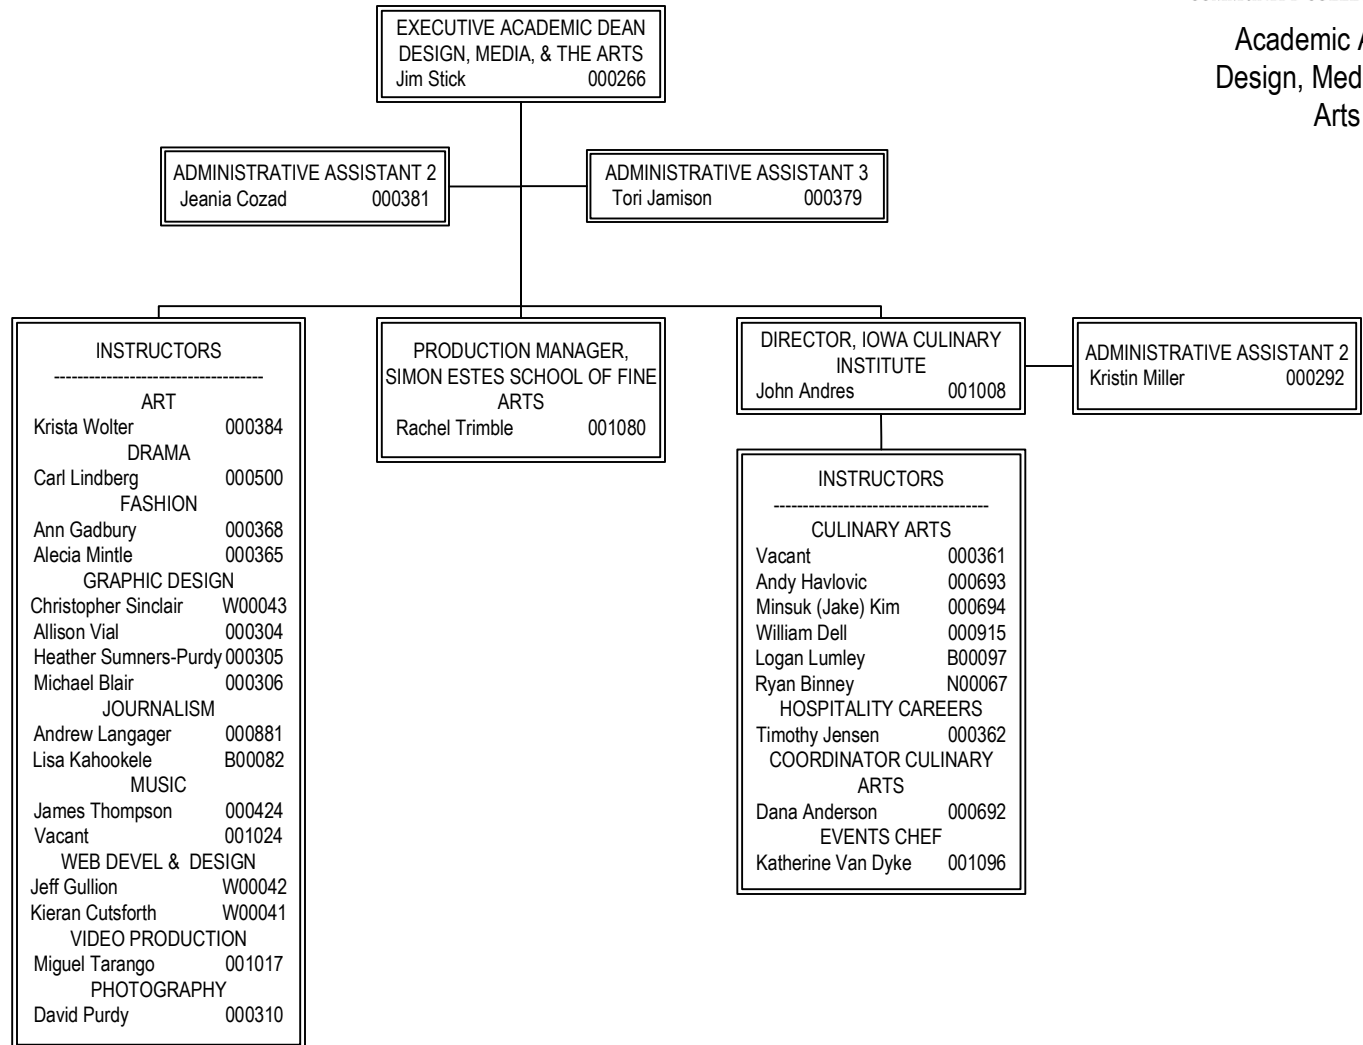 EXECUTIVE ACADEMIC DEAN
DESIGN, MEDIA, & THE ARTS
Jim Stick 000266
Academic
Design,
Arts
ADMINISTRATIVE ASSISTANT 2
Jeania Cozad 000381
ADMINISTRATIVE ASSISTANT 3
Tori Jamison 000379
INSTRUCTORS
------------------------------------
ART
Krista Wolter 000384
DRAMA
Carl Lindberg 000500
FASHION
Ann Gadbury 000368
Alecia Mintle 000365
GRAPHIC DESIGN
Christopher Sinclair W00043
Allison Vial 000304
Heather Sumners-Purdy 000305
Michael Blair 000306
JOURNALISM
Andrew Langager 000881
Lisa Kahookele B00082
MUSIC
James Thompson 000424
Vacant 001024
WEB DEVEL & DESIGN
Jeff Gullion W00042
Kieran Cutsforth W00041
VIDEO PRODUCTION
Miguel Tarango 001017
PHOTOGRAPHY
David Purdy 000310
PRODUCTION MANAGER,
SIMON ESTES SCHOOL OF FINE
ARTS
Rachel Trimble 001080
DIRECTOR, IOWA CULINARY
INSTITUTE
John Andres 001008
ADMINISTRATIVE ASSISTANT 2
Kristin Miller 000292
INSTRUCTORS
-------------------------------------
CULINARY ARTS
Vacant 000361
Andy Havlovic 000693
Minsuk (Jake) Kim 000694
William Dell 000915
Logan Lumley B00097
Ryan Binney N00067
HOSPITALITY CAREERS
Timothy Jensen 000362
COORDINATOR CULINARY
ARTS
Dana Anderson 000692
EVENTS CHEF
Katherine Van Dyke 001096